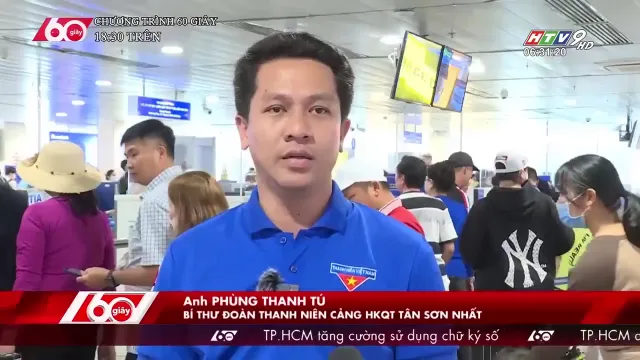 60 giây
CHƯƠNG TRÌNH 60 GIÂY
18:30 TRÊN
HTV9 HD
06:31:20
THANH NIÊN VIỆT NAM
NY
Anh PHÙNG THANH TÚ
BÍ THƯ ĐOÀN THANH NIÊN CẢNG HKQT TÂN SƠN NHẤT
60 giây
60 giây
TP.HCM tăng cường sử dụng chữ ký số
TP.HCM